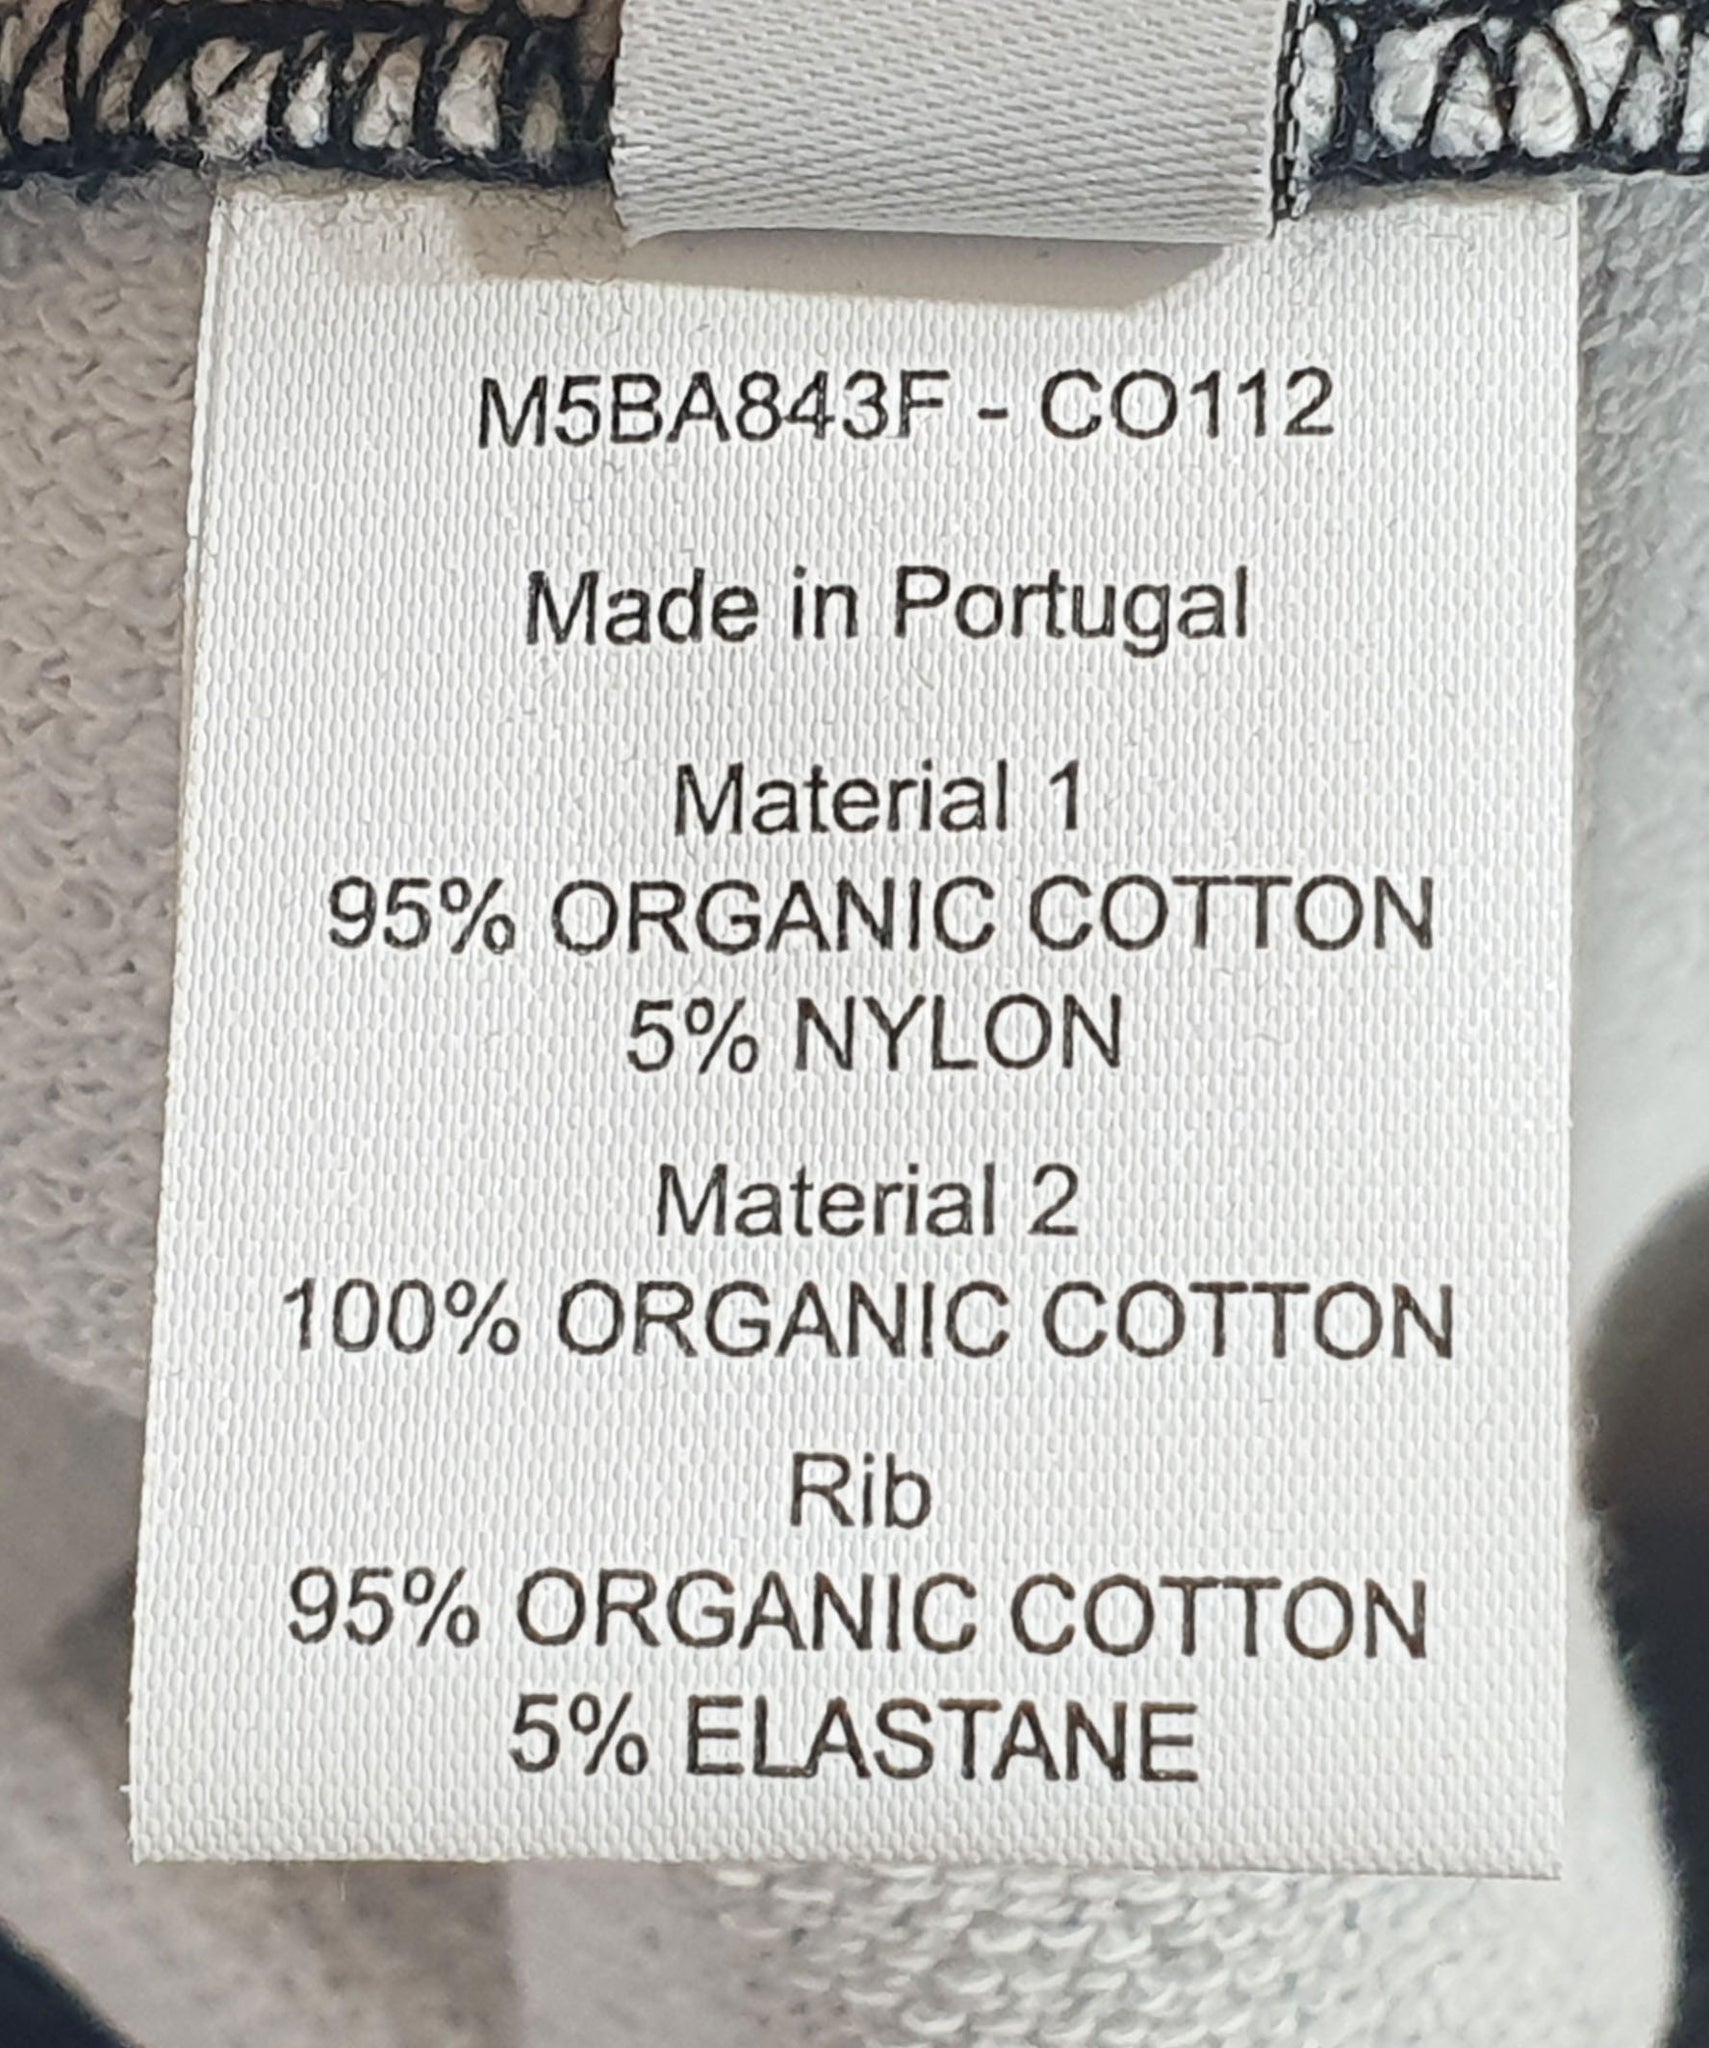 M5BA843F - CO112
Made in Portugal
Material 1
95% ORGANIC COTTON
5% NYLON
Material 2
100% ORGANIC COTTON
Rib
95% ORGANIC COTTON
5% ELASTANE